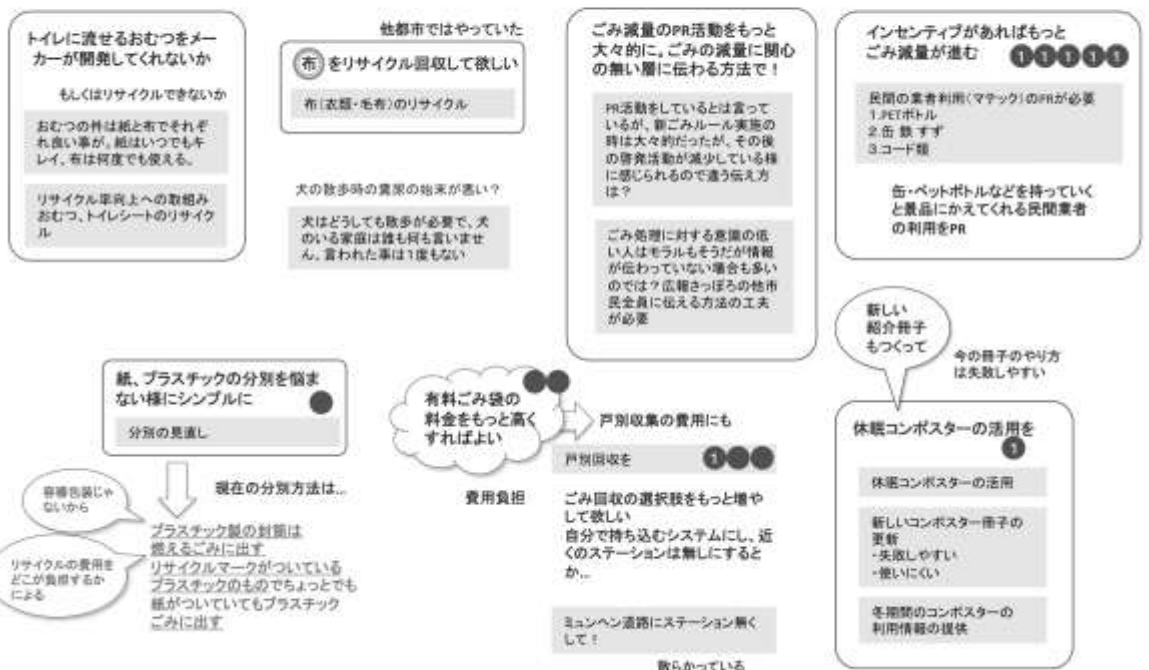 トイレに流せるおむつをメー
カーが開発してくれないか
もしくはリサイクルできないか
おむつの件は紙と布でそれぞ
れ良い事が。紙はいつでもキ
レイ、布は何度でも使える。
リサイクル率向上への取組み
おむつ、トイレシートのリサイク
ル
他都市ではやっていた
布をリサイクル回収して欲しい
布(衣類・毛布)のリサイクル
犬の散歩時の糞尿の始末が悪い?
犬はどうしても散歩が必要で、犬
のいる家庭は誰も何も言いませ
ん。言われた事は1度もない
ごみ減量のPR活動をもっと
大々的に。ごみの減量に関心
の無い層に伝わる方法で!
PR活動をしているとは言って
いるが、新ごみルール実施の
時は大々的だったが、その後
の啓発活動が減少している様
に感じられるので違う伝え方
は?
ごみ処理に対する意識の低
い人はモラルもそうだが情報
が伝わっていない場合も多い
のでは?広報さっぽろの他市
民全員に伝える方法の工夫
が必要
インセンティブがあればもっと
ごみ減量が進む
1 1 1 1 1
民間の業者利用(マテック)のPRが必要
1.PETボトル
2.缶 鉄 すず
3.コード類
缶・ペットボトルなどを持っていく
と景品にかえてくれる民間業者
の利用をPR
紙、プラスチックの分別を悩ま
ない様にシンプルに
分別の見直し
現在の分別方法は…
容器包装じゃ
ないから
リサイクルの費用を
どこが負担するか
による
プラスチック製の封筒は
燃えるごみに出す
リサイクルマークがついている
プラスチックのものでちょっとでも
紙がついていてもプラスチック
ごみに出す
有料ごみ袋の
料金をもっと高く
すればよい
費用負担
戸別収集の費用にも
戸別回収を
1
ごみ回収の選択肢をもっと増や
して欲しい
自分で持ち込むシステムにし、近
くのステーションは無しにすると
か…
ミュンヘン道路にステーション無く
して!
散らかっている
新しい
紹介冊子
もつくって
今の冊子のやり方
は失敗しやすい
休眠コンポスターの活用を
1
休眠コンポスターの活用
新しいコンポスター冊子の
更新
・失敗しやすい
・使いにくい
冬期間のコンポスターの
利用情報の提供